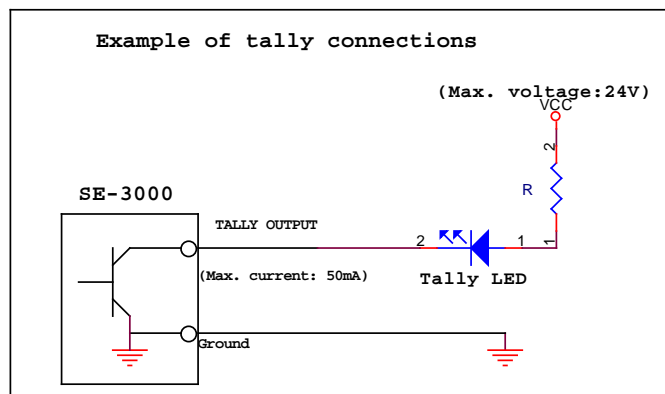 Example of tally connections
(Max. voltage:24V)
VCC
2
R
1
SE-3000
TALLY OUTPUT
2
1
(Max. current: 50mA)
Tally LED
Ground